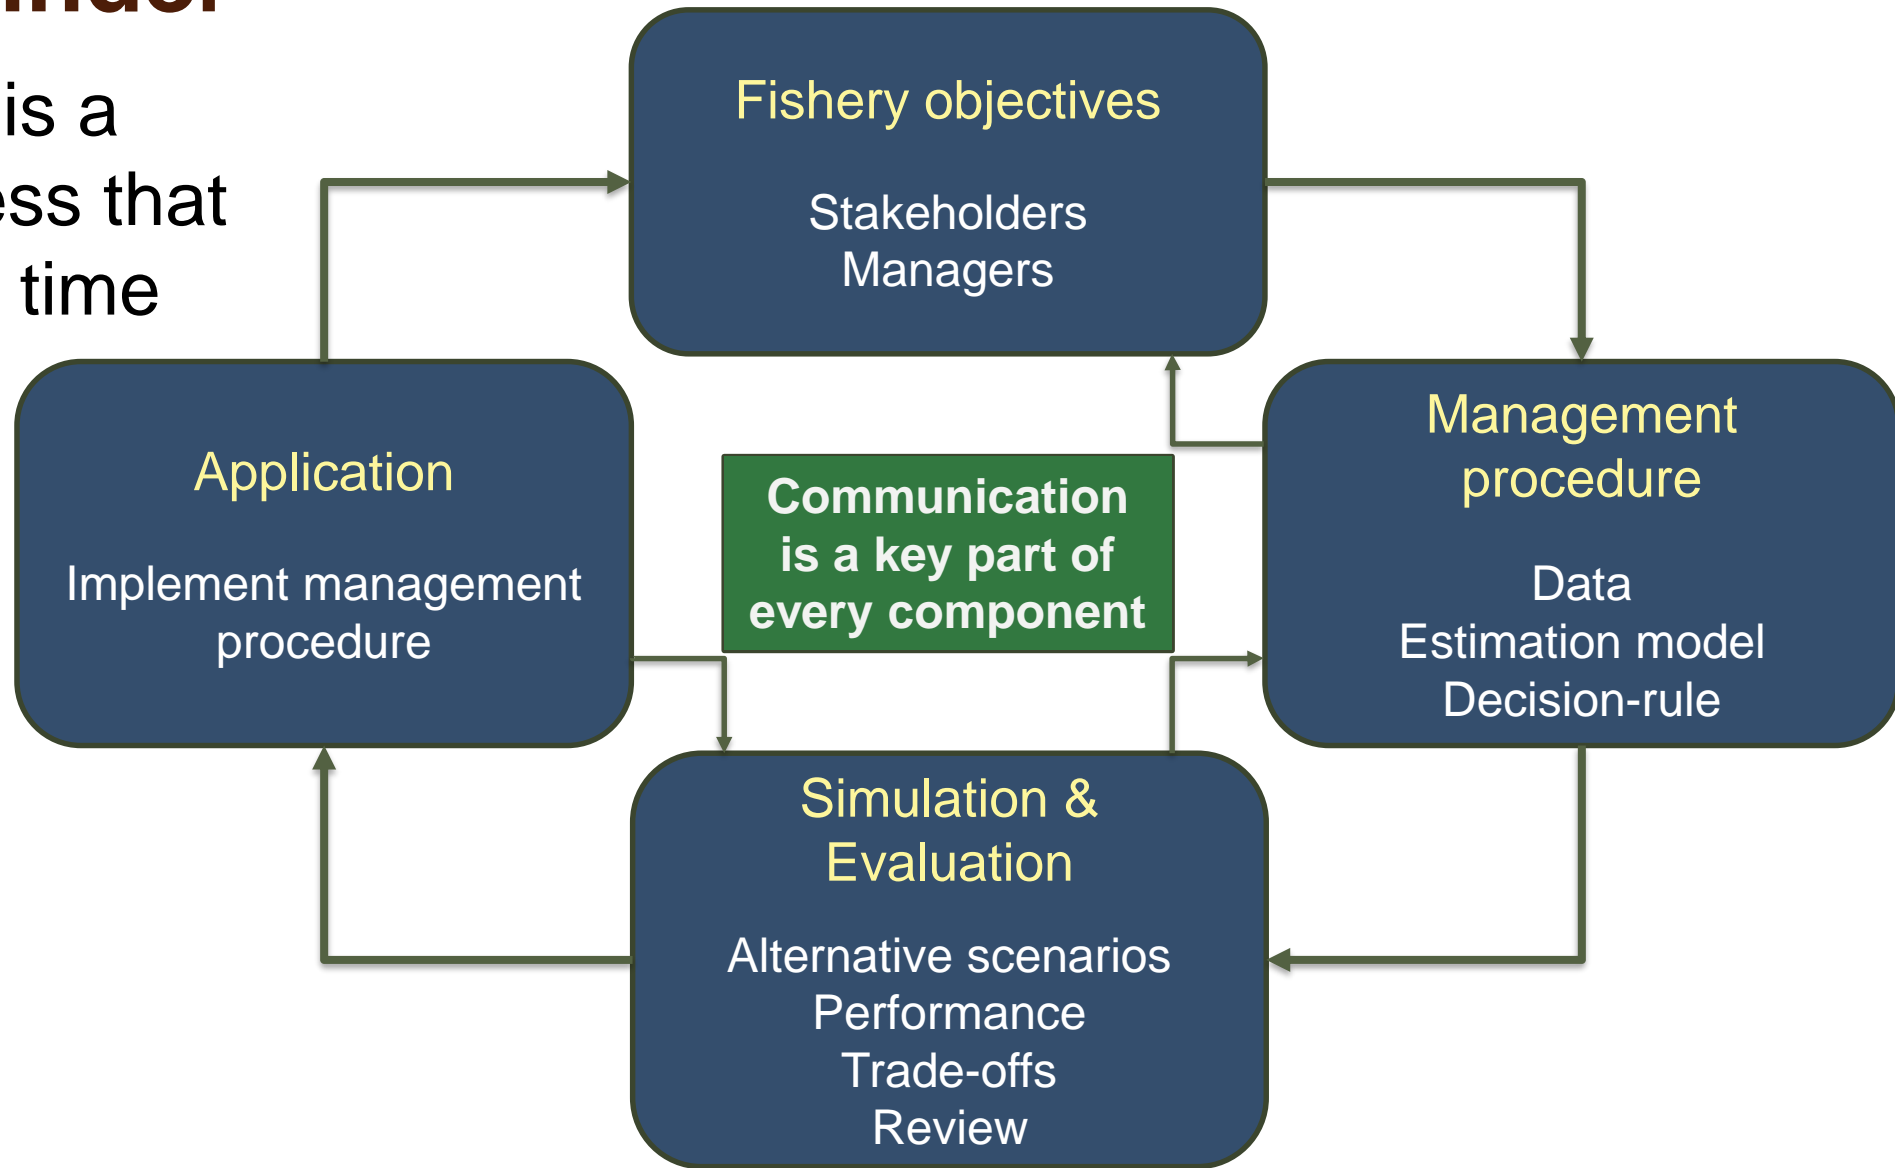 is a
that
time
Fishery objectives
Stakeholders
Managers
Application
Implement management
procedure
Communication
is a key part of
every component
Management
procedure
Data
Estimation model
Decision-rule
Simulation &
Evaluation
Alternative scenarios
Performance
Trade-offs
Review